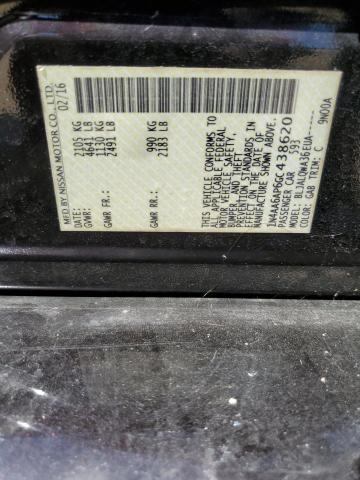 MFD. BY NISSAN MOTOR CO., LTD.
02/16
GVWR: 2105 KG
4641 LB
GAWR FR.: 1130 KG
2491 LB
GAWR RR: 990 KG
2183 LB
THIS VEHICLE CONFORMS TO
ALL APPLICABLE FEDERAL
MOTOR VEHICLE SAFETY,
BUMPER, AND THEFT
PREVENTION STANDARDS IN
EFFECT ON THE DATE OF
MANUFACTURE SHOWN ABOVE.
1N4AA6AP6GC438620
PASSENGER CAR
MODEL: BLJALDWA36EUA
COLOR: GAB TRIM: C
9N00A